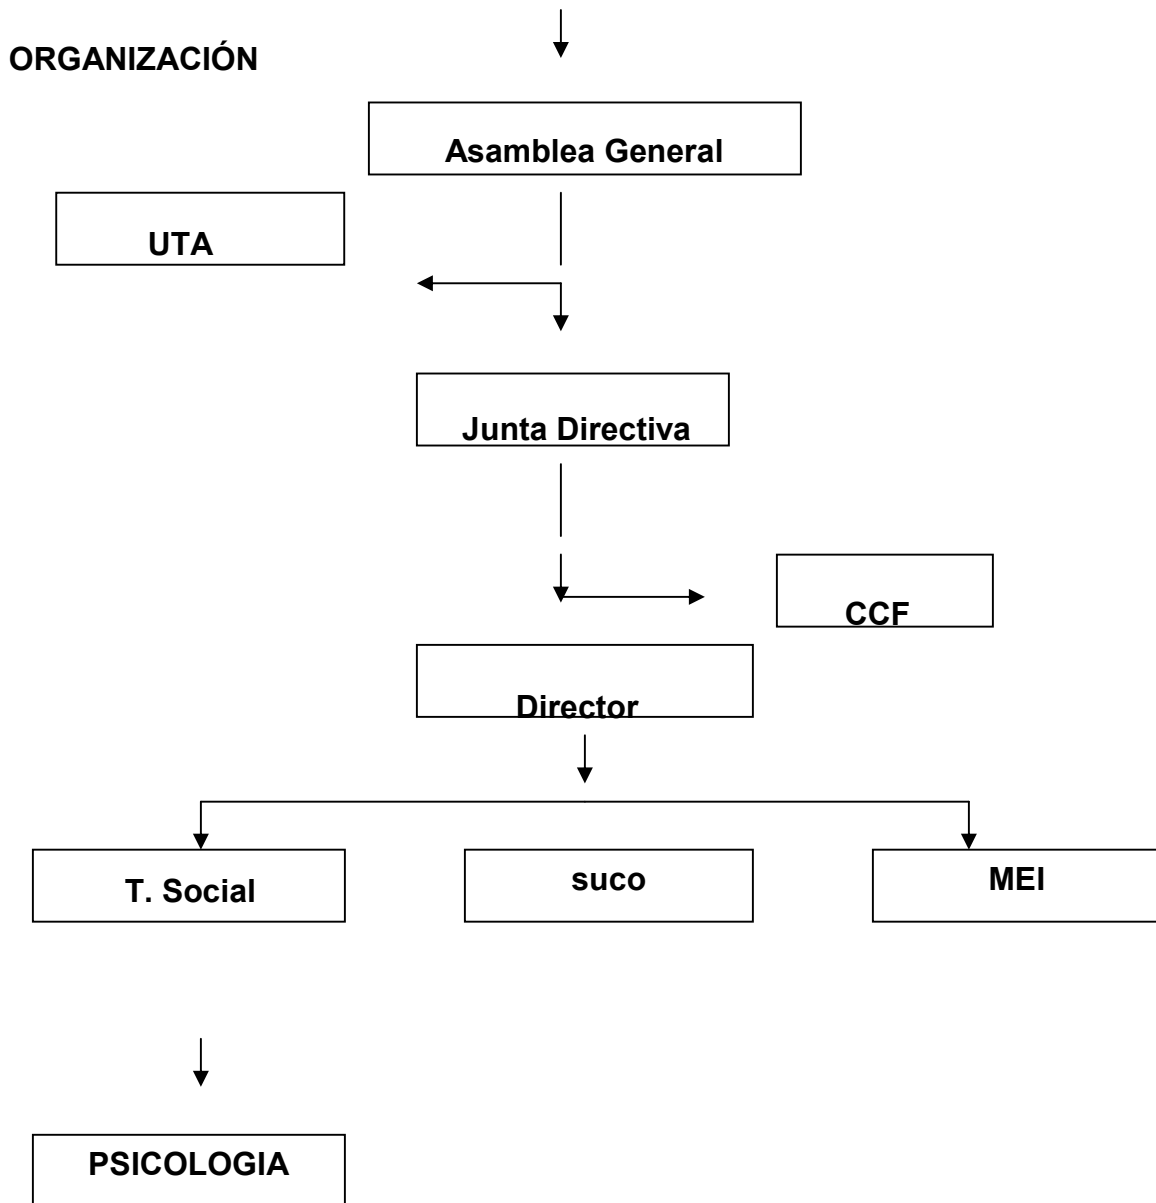 ORGANIZACIÓN
Asamblea General
UTA
Junta Directiva
CCF
Director
T. Social
suco
MEI
PSICOLOGIA